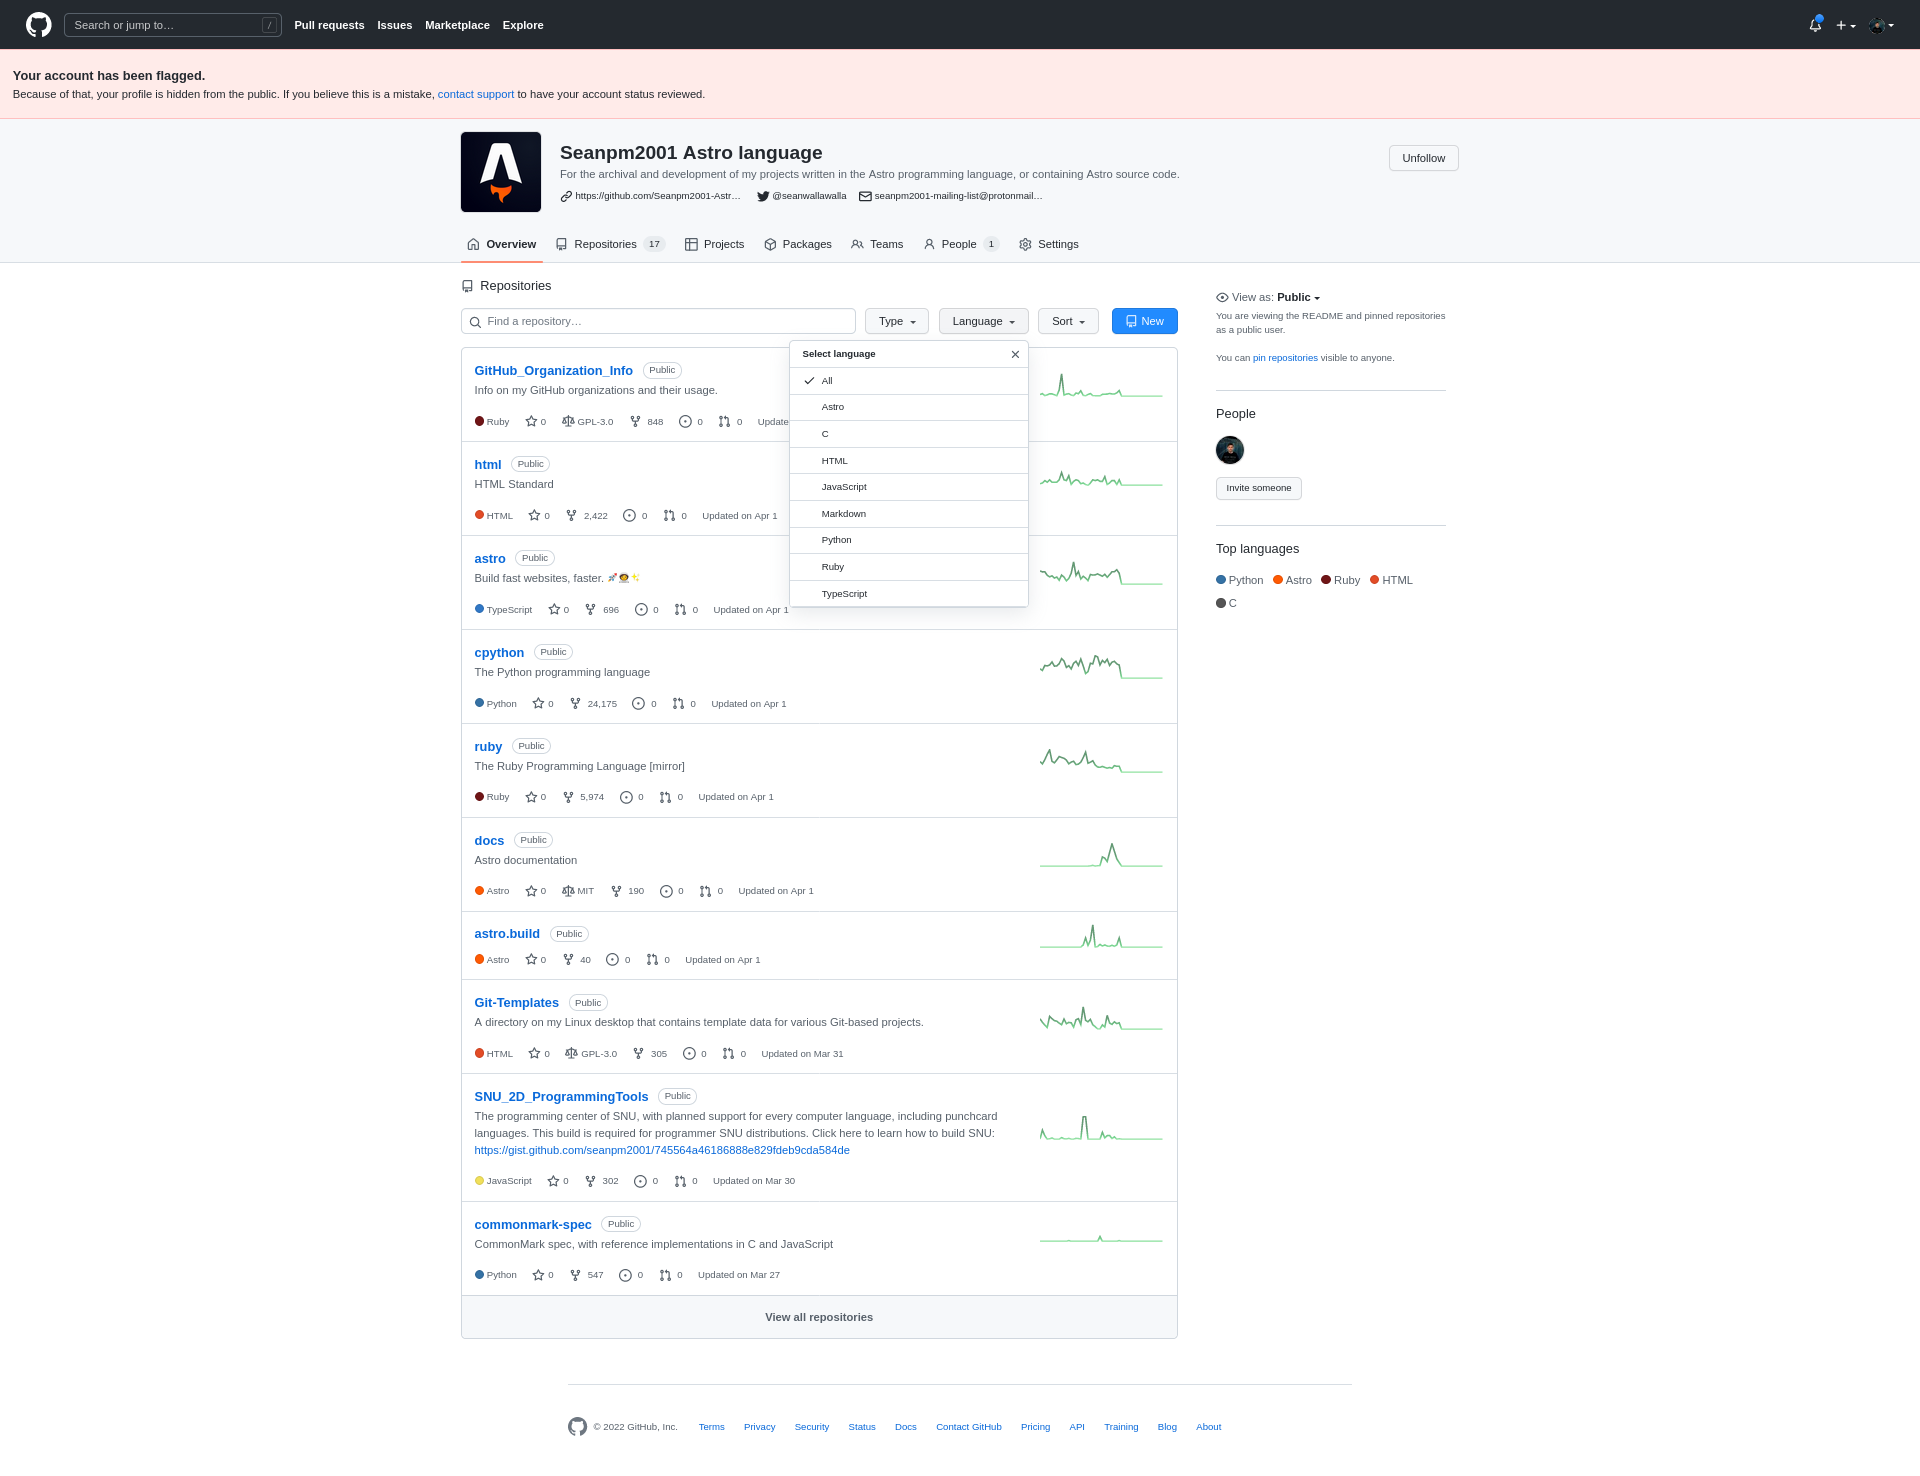 Search or jump to… /
Pull requests Issues Marketplace Explore
Your account has been flagged.
Because of that, your profile is hidden from the public. If you believe this is a mistake, contact support to have your account status reviewed.
Seanpm2001 Astro language
Unfollow
For the archival and development of my projects written in the Astro programming language, or containing Astro source code.
https://github.com/Seanpm2001-Astr… @seanwallawalla seanpm2001-mailing-list@protonmail…
Overview Repositories 17 Projects Packages Teams People 1 Settings
Repositories
Find a repository… Type Language Sort New
Select language
All
Astro
C
HTML
JavaScript
Markdown
Python
Ruby
TypeScript
GitHub_Organization_Info Public
Info on my GitHub organizations and their usage.
Ruby 0 GPL-3.0 848 0 0 Update
html Public
HTML Standard
HTML 0 2,422 0 0 Updated on Apr 1
astro Public
Build fast websites, faster. 🚀🧑‍🚀✨
TypeScript 0 696 0 0 Updated on Apr 1
cpython Public
The Python programming language
Python 0 24,175 0 0 Updated on Apr 1
ruby Public
The Ruby Programming Language [mirror]
Ruby 0 5,974 0 0 Updated on Apr 1
docs Public
Astro documentation
Astro 0 MIT 190 0 0 Updated on Apr 1
astro.build Public
Astro 0 40 0 0 Updated on Apr 1
Git-Templates Public
A directory on my Linux desktop that contains template data for various Git-based projects.
HTML 0 GPL-3.0 305 0 0 Updated on Mar 31
SNU_2D_ProgrammingTools Public
The programming center of SNU, with planned support for every computer language, including punchcard
languages. This build is required for programmer SNU distributions. Click here to learn how to build SNU:
https://gist.github.com/seanpm2001/745564a46186888e829fdeb9cda584de
JavaScript 0 302 0 0 Updated on Mar 30
commonmark-spec Public
CommonMark spec, with reference implementations in C and JavaScript
Python 0 547 0 0 Updated on Mar 27
View all repositories
View as: Public
You are viewing the README and pinned repositories
as a public user.
You can pin repositories visible to anyone.
People
Invite someone
Top languages
Python Astro Ruby HTML
C
© 2022 GitHub, Inc. Terms Privacy Security Status Docs Contact GitHub Pricing API Training Blog About